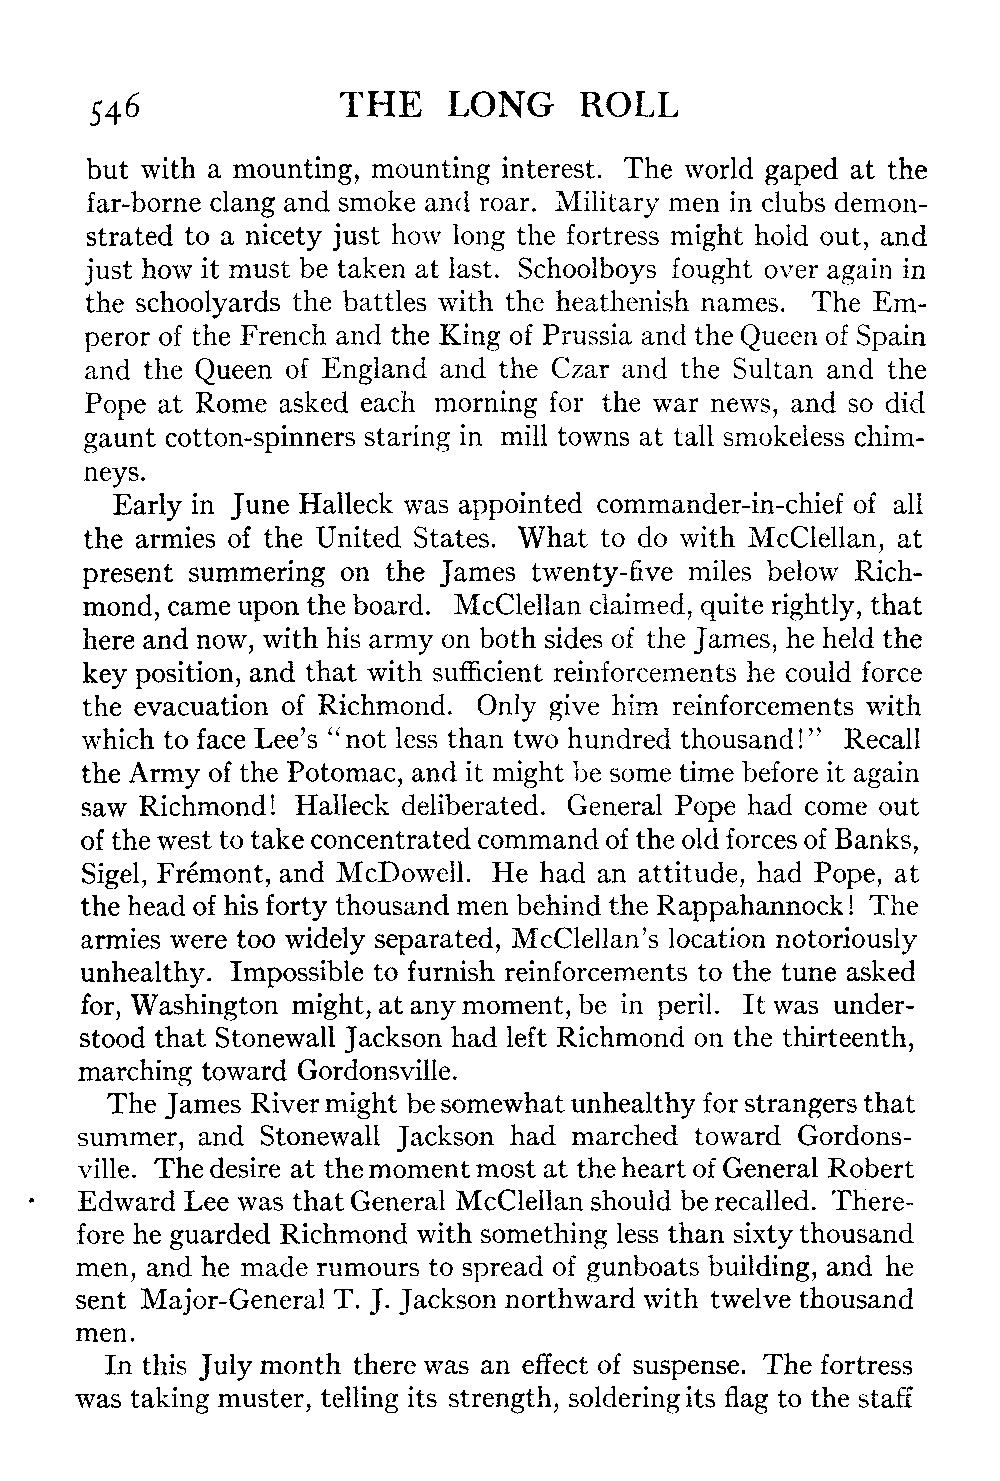 546 THE LONG ROLL
but with a mounting, mounting interest. The world gaped at the
far-borne clang and smoke and roar. Military men in clubs demon-
strated to a nicety just how long the fortress might hold out, and
just how it must be taken at last. Schoolboys fought over again in
the schoolyards the battles with the heathenish names. The Em-
peror of the French and the King of Prussia and the Queen of Spain
and the Queen of England and the Czar and the Sultan and the
Pope at Rome asked each morning for the war news, and so did
gaunt cotton-spinners staring in mill towns at tall smokeless chim-
neys.
Early in June Halleck was appointed commander-in-chief of all
the armies of the United States. What to do with McClellan, at
present summering on the James twenty-five miles below Rich-
mond, came upon the board. McClellan claimed, quite rightly, that
here and now, with his army on both sides of the James, he held the
key position, and that with sufficient reinforcements he could force
the evacuation of Richmond. Only give him reinforcements with
which to face Lee's "not less than two hundred thousand!" Recall
the Army of the Potomac, and it might be some time before it again
saw Richmond! Halleck deliberated. General Pope had come out
of the west to take concentrated command of the old forces of Banks,
Sigel, Frémont, and McDowell. He had an attitude, had Pope, at
the head of his forty thousand men behind the Rappahannock! The
armies were too widely separated, McClellan's location notoriously
unhealthy. Impossible to furnish reinforcements to the tune asked
for, Washington might, at any moment, be in peril. It was under-
stood that Stonewall Jackson had left Richmond on the thirteenth,
marching toward Gordonsville.
The James River might be somewhat unhealthy for strangers that
summer, and Stonewall Jackson had marched toward Gordons-
ville. The desire at the moment most at the heart of General Robert
Edward Lee was that General McClellan should be recalled. There-
fore he guarded Richmond with something less than sixty thousand
men, and he made rumours to spread of gunboats building, and he
sent Major-General T. J. Jackson northward with twelve thousand
men.
In this July month there was an effect of suspense. The fortress
was taking muster, telling its strength, soldering its flag to the staff